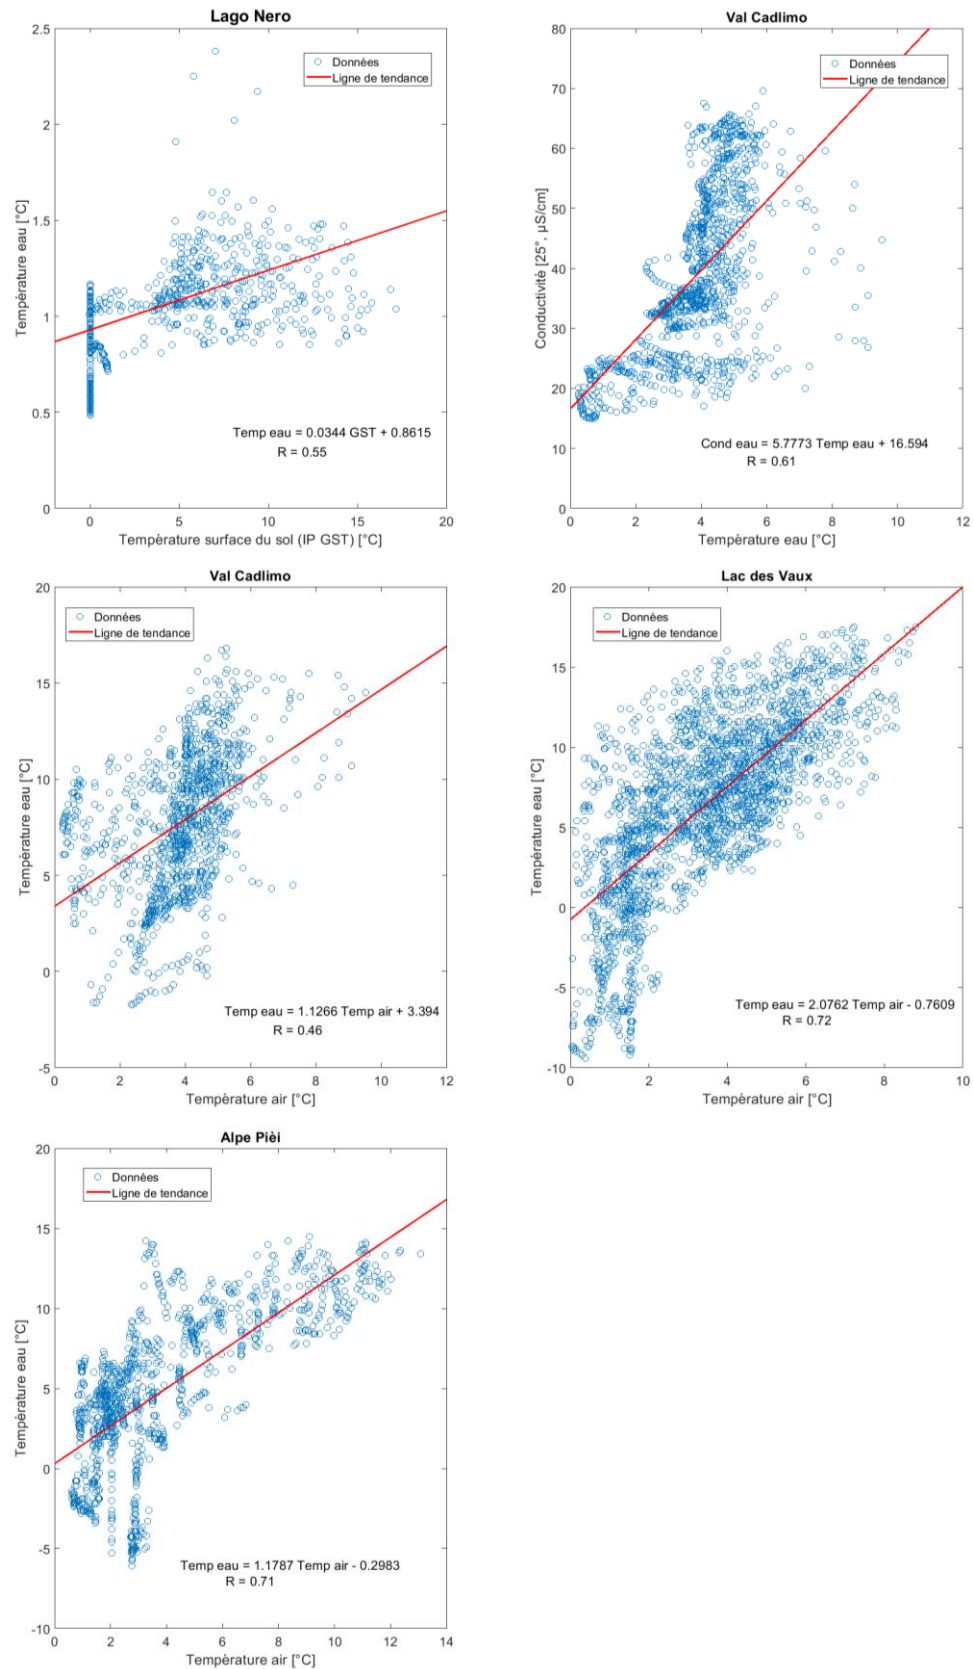 Lago Nero
2.5
2
1.5
1
0.5
0
Température eau [°C]
Données
Ligne de tendance
Temp eau = 0.0344 GST + 0.8615
R = 0.55
0 5 10 15 20
Température surface du sol (IP GST) [°C]
Val Cadlimo
80
70
60
50
40
30
20
10
0
Conductivité [25°, µS/cm]
Données
Ligne de tendance
Cond eau = 5.7773 Temp eau + 16.594
R = 0.61
0 2 4 6 8 10 12
Température eau [°C]
Val Cadlimo
20
15
10
5
0
-5
Température eau [°C]
Données
Ligne de tendance
Temp eau = 1.1266 Temp air + 3.394
R = 0.46
0 2 4 6 8 10 12
Température air [°C]
Lac des Vaux
20
15
10
5
0
-5
-10
Température eau [°C]
Données
Ligne de tendance
Temp eau = 2.0762 Temp air - 0.7609
R = 0.72
0 2 4 6 8 10
Température air [°C]
Alpe Pièi
20
15
10
5
0
-5
-10
Température eau [°C]
Données
Ligne de tendance
Temp eau = 1.1787 Temp air - 0.2983
R = 0.71
0 2 4 6 8 10 12 14
Température air [°C]